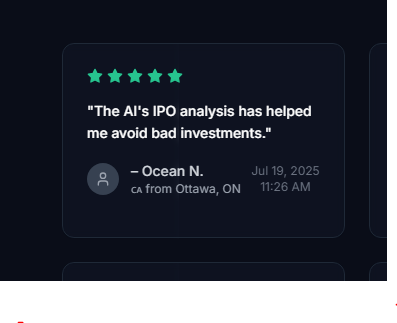 "The AI's IPO analysis has helped
me avoid bad investments."
– Ocean N.
CA from Ottawa, ON
Jul 19, 2025
11:26 AM